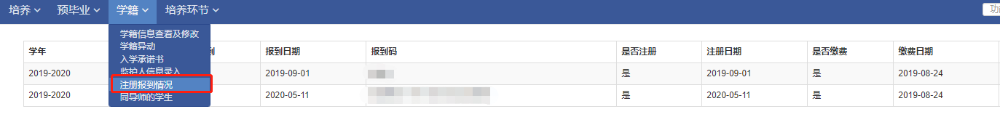 培养 预毕业 学籍 培养环节 功
学籍信息查看及修改
学籍异动
入学承诺书
监护人信息录入
注册报到情况
同导师的学生
学年 到 报到日期 报到码 是否注册 注册日期 是否缴费 缴费日期
2019-2020 2019-09-01 是 2019-09-01 是 2019-08-24
2019-2020 2020-05-11 是 2020-05-11 是 2019-08-24